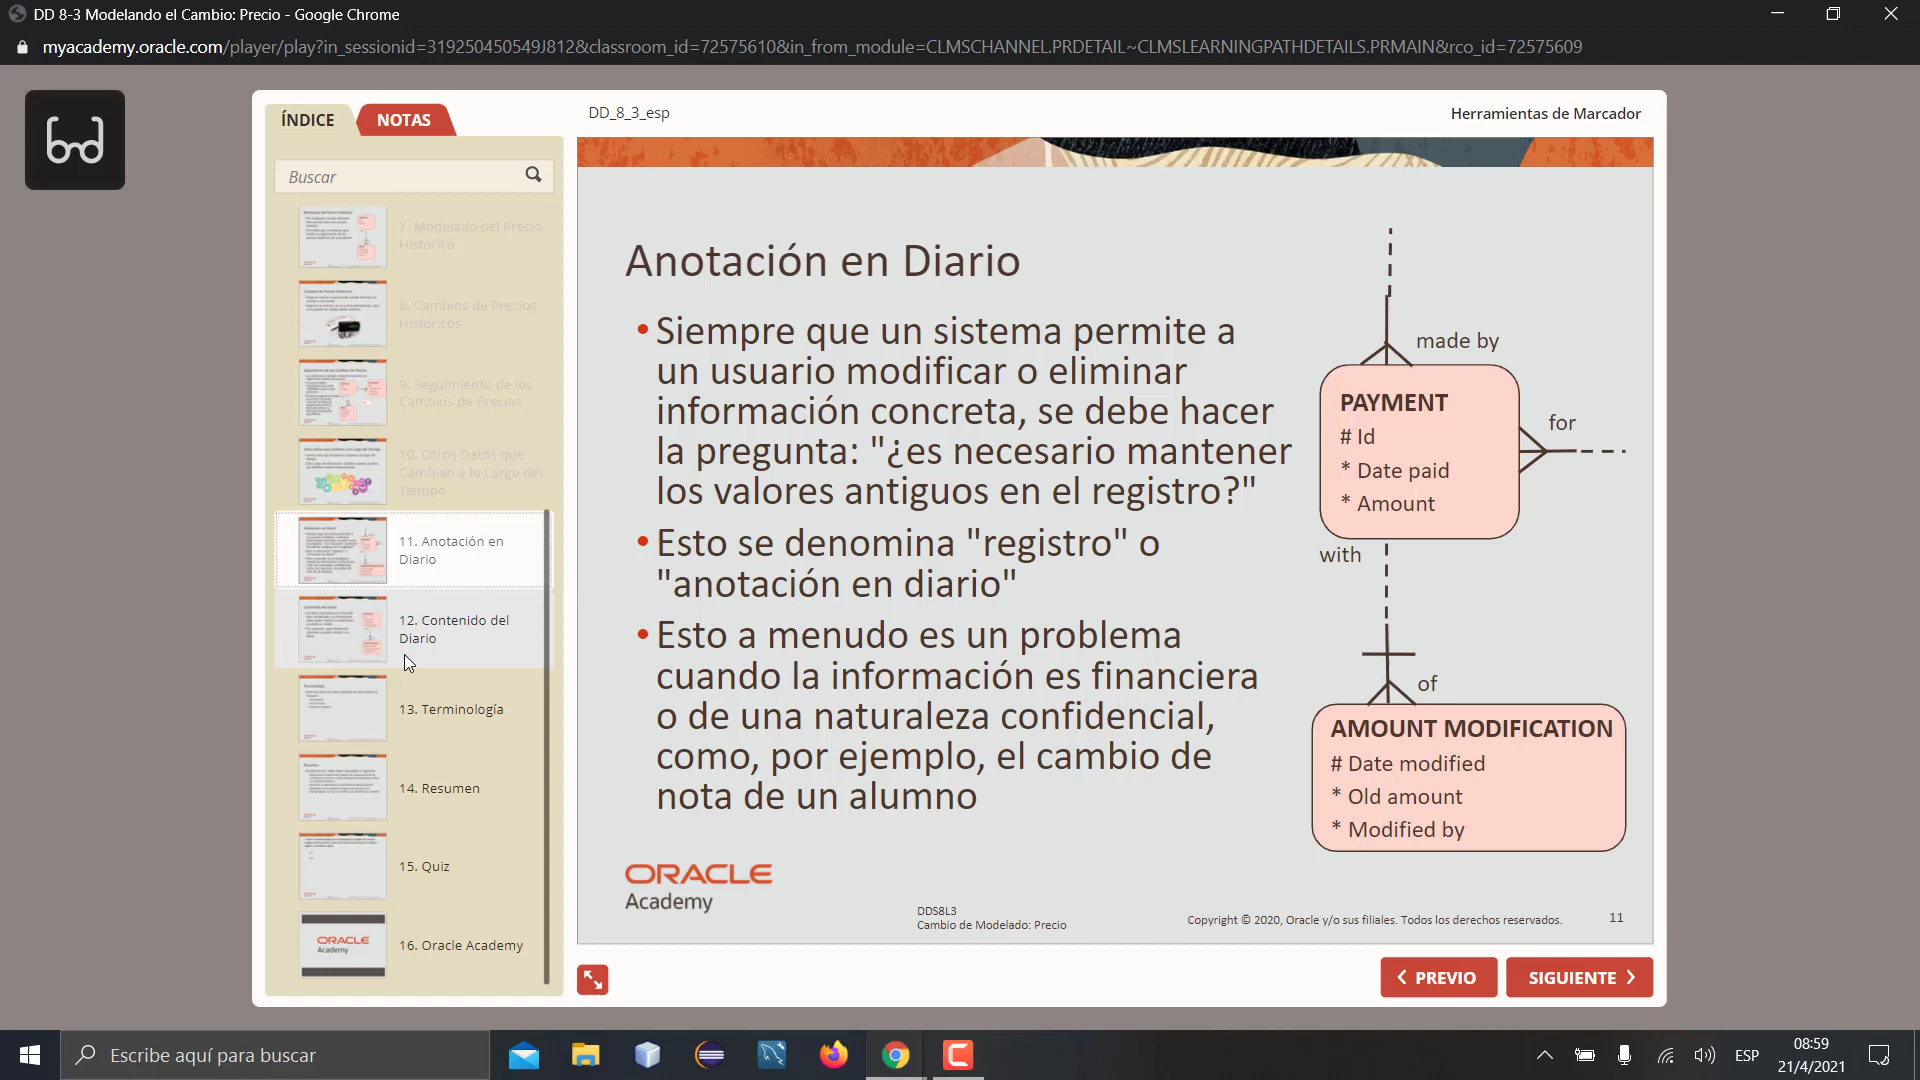 DD 8-3 Modelando el Cambio: Precio - Google Chrome
myacademy.oracle.com/player/play?in_sessionid=319250450549J812&classroom_id=72575610&in_from_module=CLMSCHANNEL.PRDETAIL~CLMSLEARNINGPATHDETAILS.PRMAIN&rco_id=72575609
ÍNDICE
NOTAS
DD_8_3_esp
Herramientas de Marcador
Buscar
7. Modelado del Precio
Histórico
8. Cambios de Precios
Históricos
9. Seguimiento de los
Cambios de Precios
10. Otros Datos que
Cambian a lo Largo del
Tiempo
11. Anotación en
Diario
12. Contenido del
Diario
13. Terminología
14. Resumen
15. Quiz
ORACLE
Academy
16. Oracle Academy
Anotación en Diario
• Siempre que un sistema permite a
un usuario modificar o eliminar
información concreta, se debe hacer
la pregunta: "¿es necesario mantener
los valores antiguos en el registro?"
• Esto se denomina "registro" o
"anotación en diario"
• Esto a menudo es un problema
cuando la información es financiera
o de una naturaleza confidencial,
como, por ejemplo, el cambio de
nota de un alumno
made by
PAYMENT
# Id
* Date paid
* Amount
for
with
of
AMOUNT MODIFICATION
# Date modified
* Old amount
* Modified by
ORACLE
Academy
DDS8L3
Cambio de Modelado: Precio
Copyright © 2020, Oracle y/o sus filiales. Todos los derechos reservados.
11
PREVIO
SIGUIENTE
Escribe aquí para buscar
ESP
08:59
21/4/2021